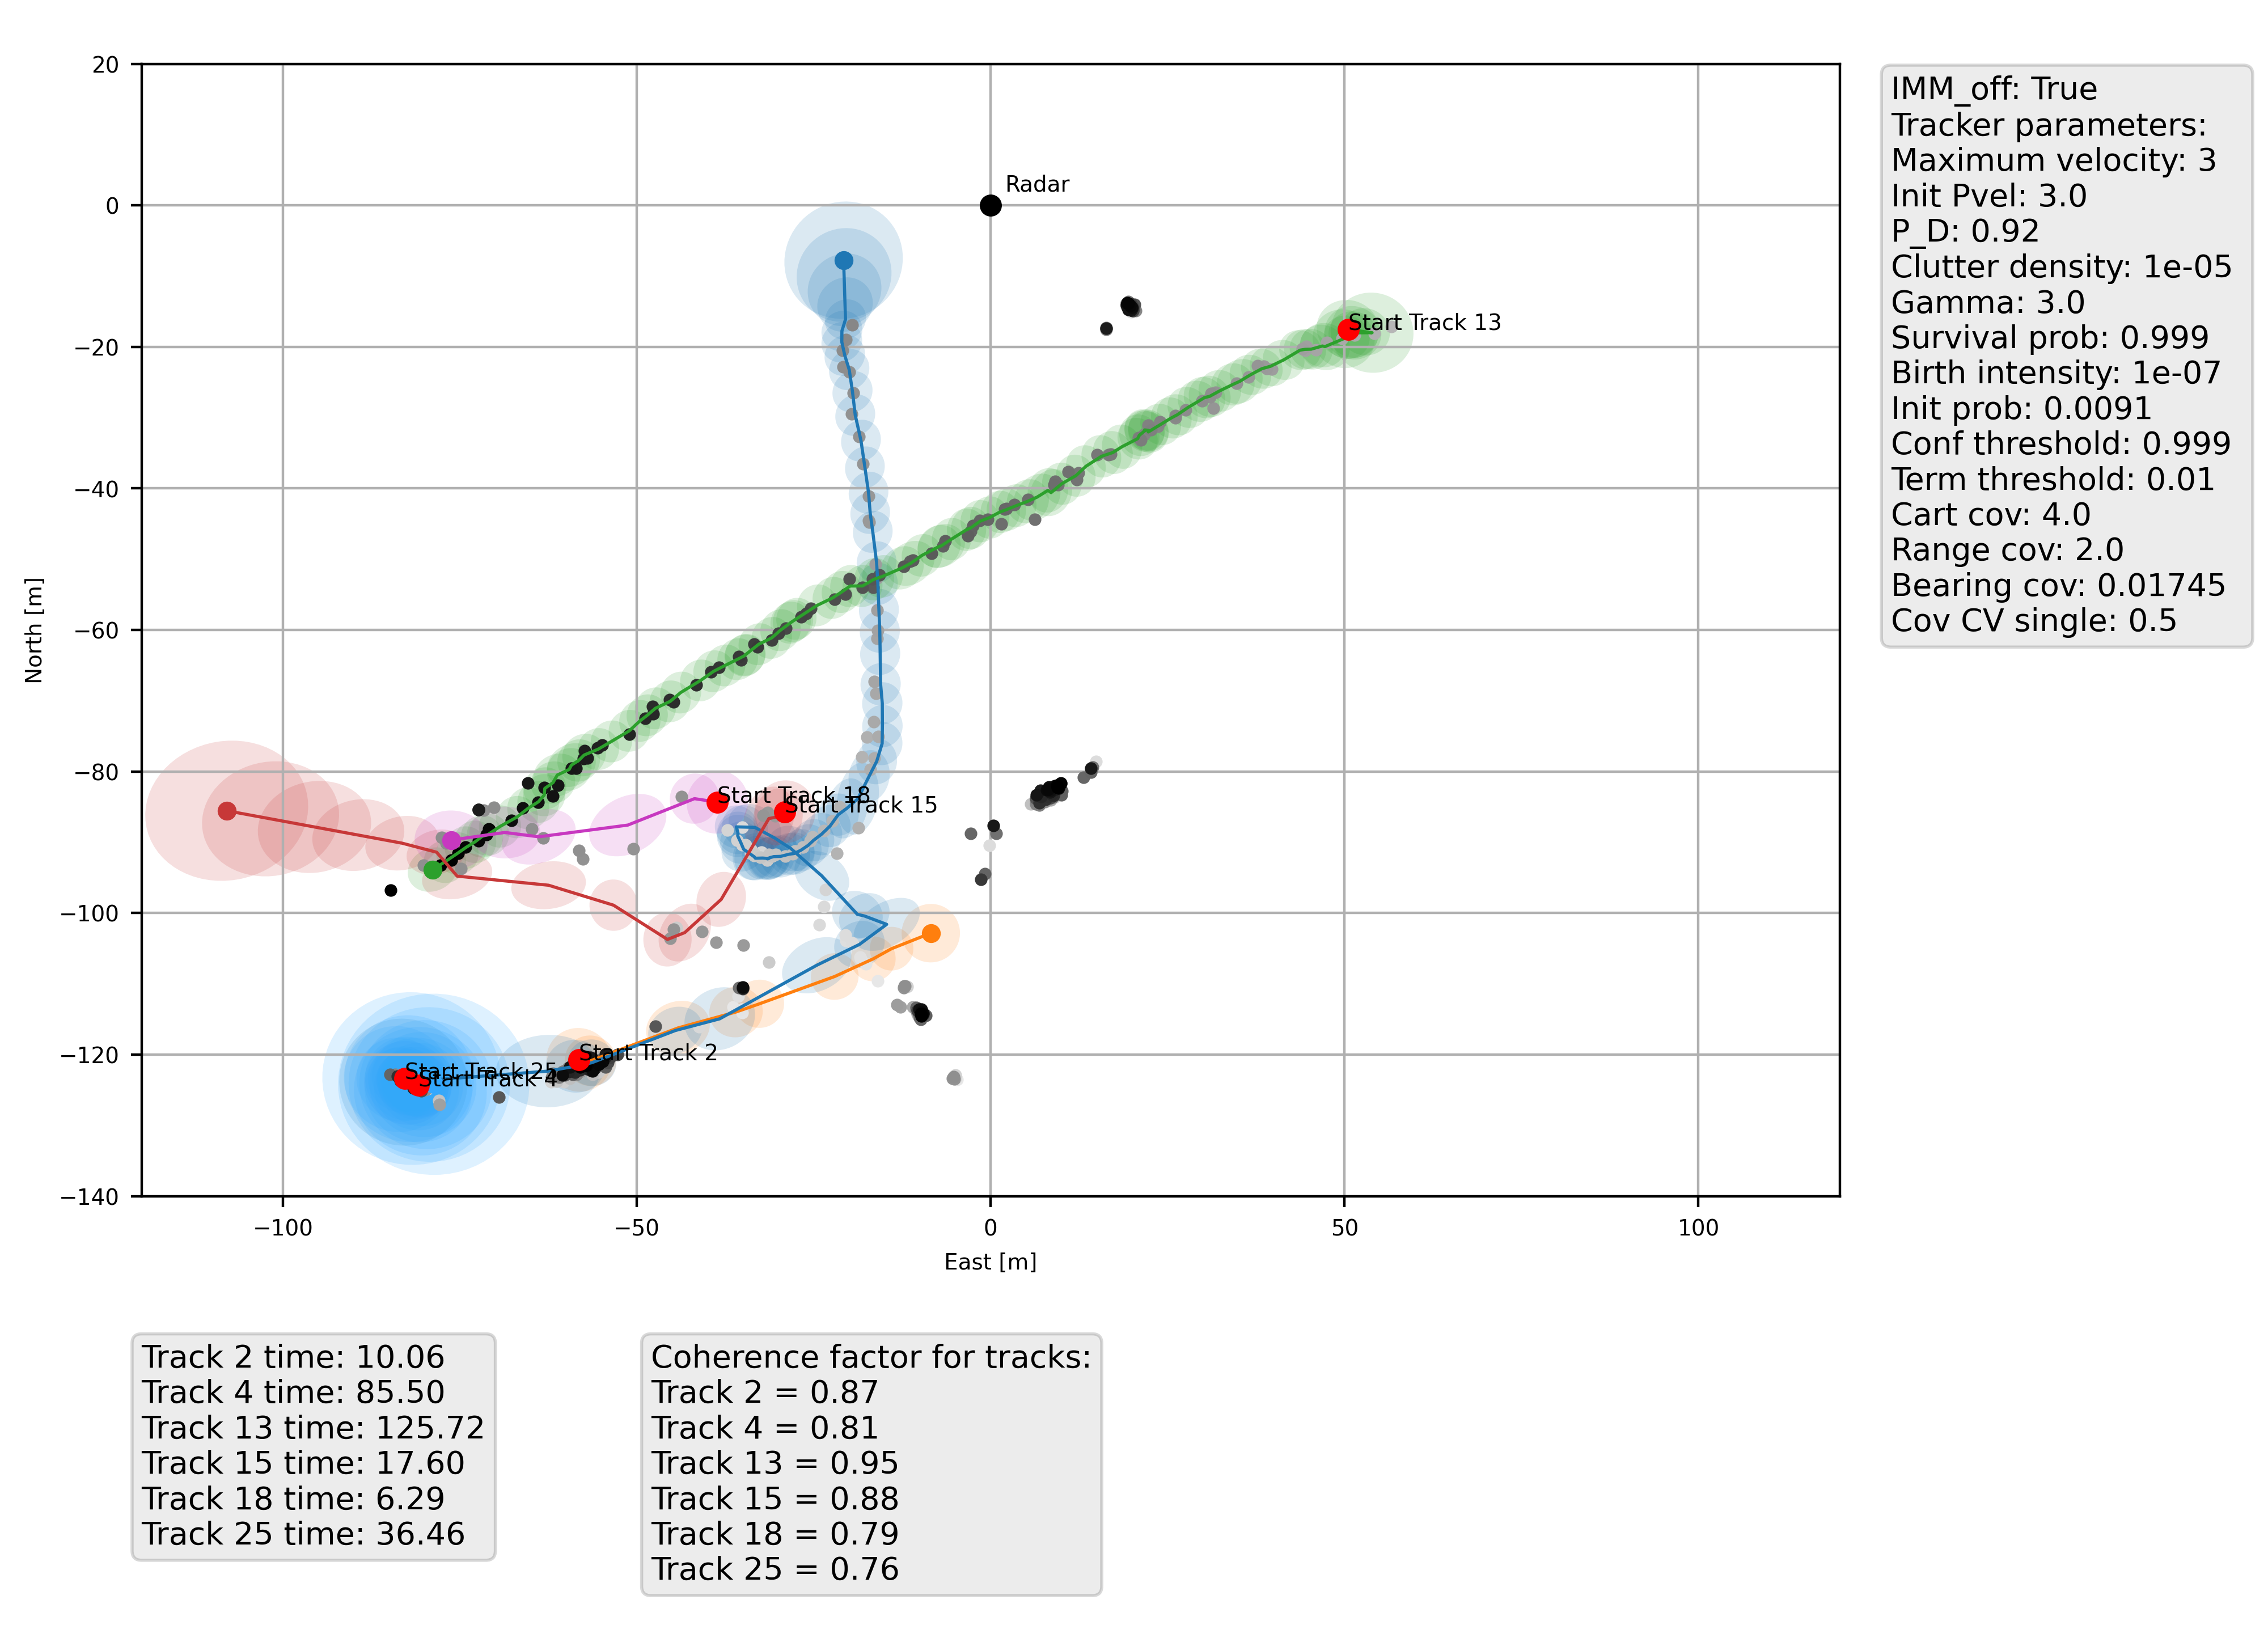 20
0
−20
−40
−60
−80
−100
−120
−140
North [m]
−100
−50
0
50
100
East [m]
Radar
Start Track 13
Start Track 18
Start Track 15
Start Track 2
Start Track 25
Start Track 4
IMM_off: True
Tracker parameters:
Maximum velocity: 3
Init Pvel: 3.0
P_D: 0.92
Clutter density: 1e-05
Gamma: 3.0
Survival prob: 0.999
Birth intensity: 1e-07
Init prob: 0.0091
Conf threshold: 0.999
Term threshold: 0.01
Cart cov: 4.0
Range cov: 2.0
Bearing cov: 0.01745
Cov CV single: 0.5
Track 2 time: 10.06
Track 4 time: 85.50
Track 13 time: 125.72
Track 15 time: 17.60
Track 18 time: 6.29
Track 25 time: 36.46
Coherence factor for tracks:
Track 2 = 0.87
Track 4 = 0.81
Track 13 = 0.95
Track 15 = 0.88
Track 18 = 0.79
Track 25 = 0.76